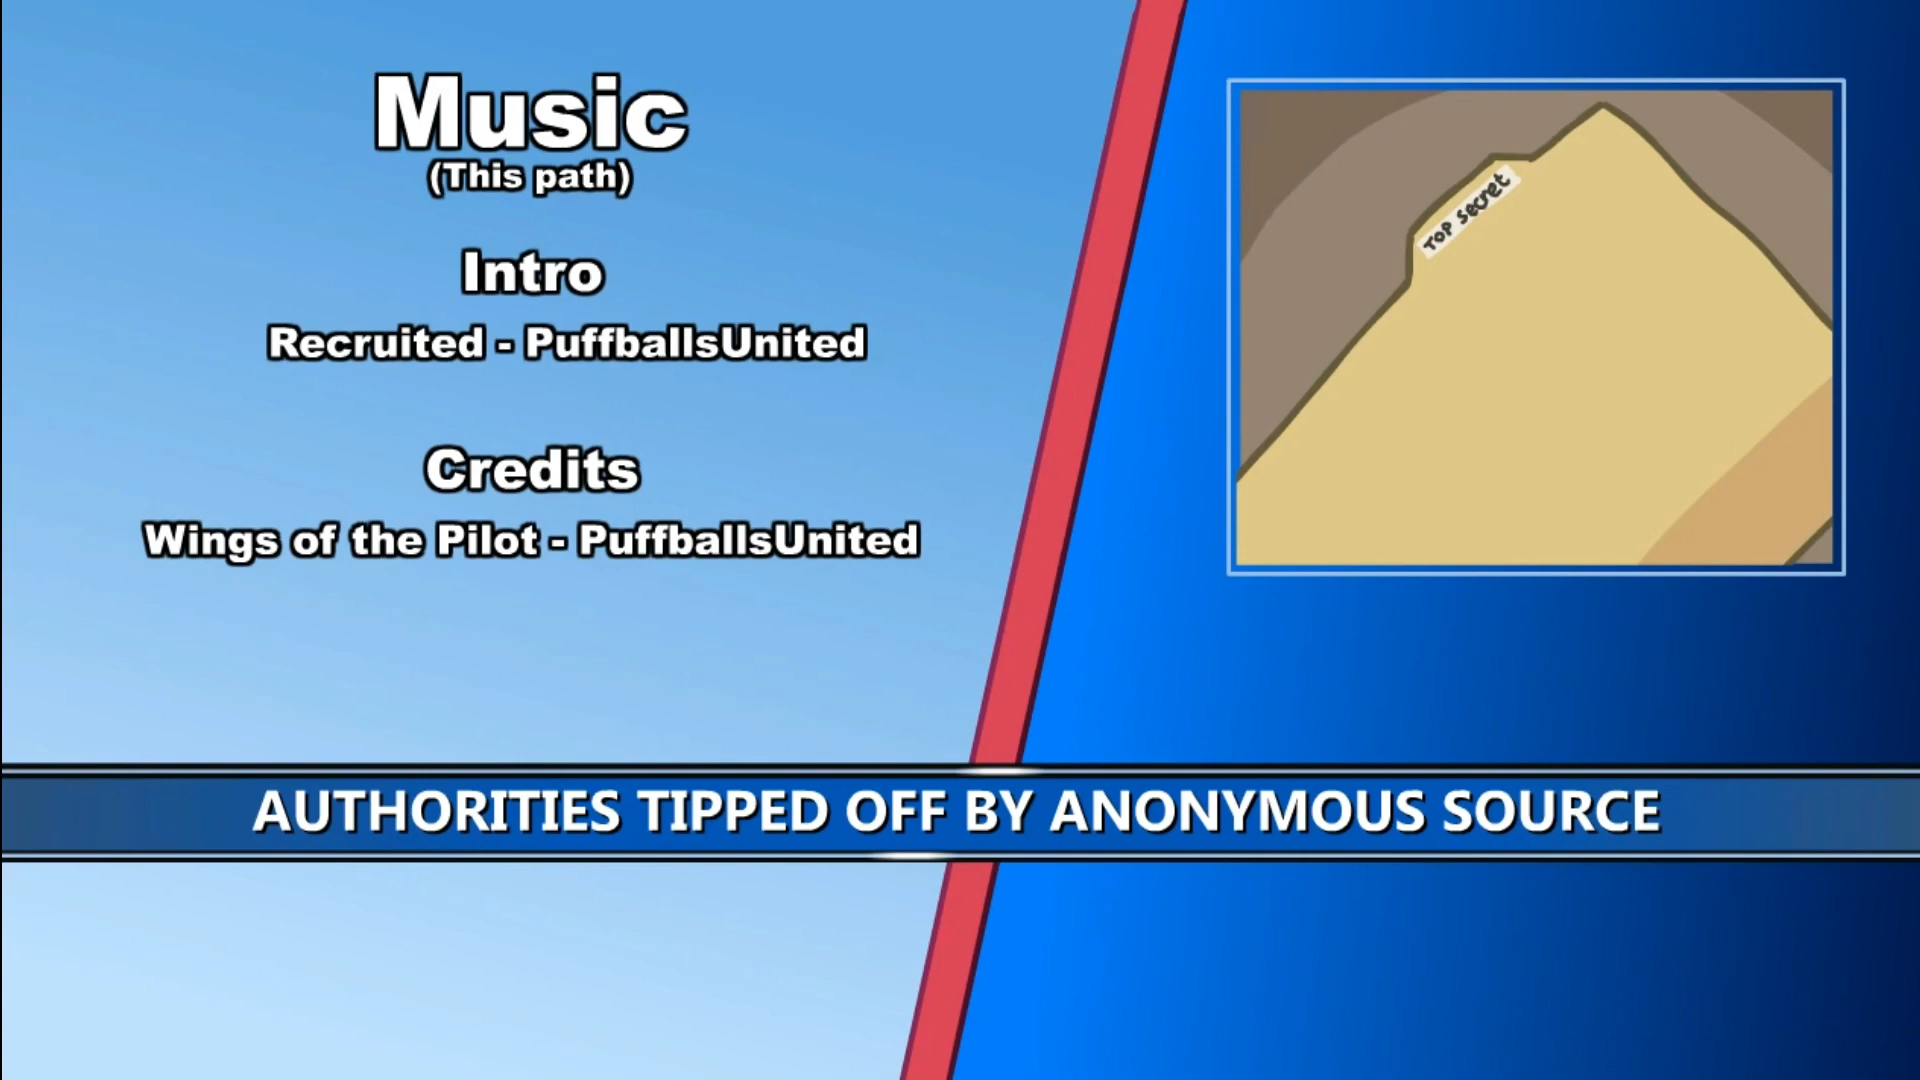 Music
(This path)
Intro
Recruited - PuffballsUnited
Credits
Wings of the Pilot - PuffballsUnited
TOP SECRET
AUTHORITIES TIPPED OFF BY ANONYMOUS SOURCE